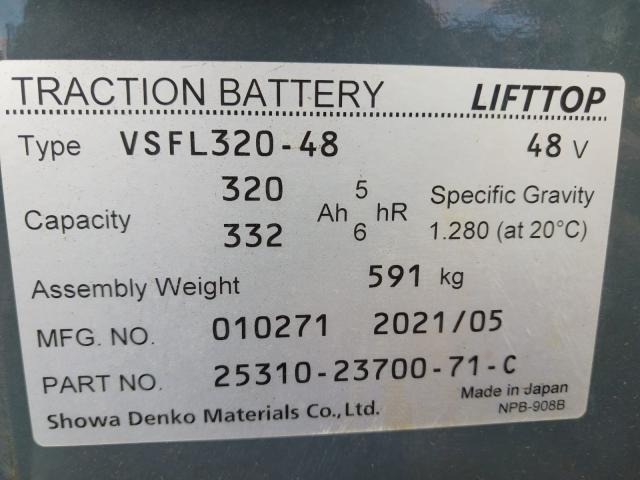 TRACTION BATTERY LIFTTOP
Type VSFL320-48 48 V
320 5
Capacity Ah hR Specific Gravity
332 6 1.280 (at 20°C)
Assembly Weight 591 kg
MFG. NO. 010271 2021/05
PART NO. 25310-23700-71-C
Made in Japan
Showa Denko Materials Co.,Ltd. NPB-908B